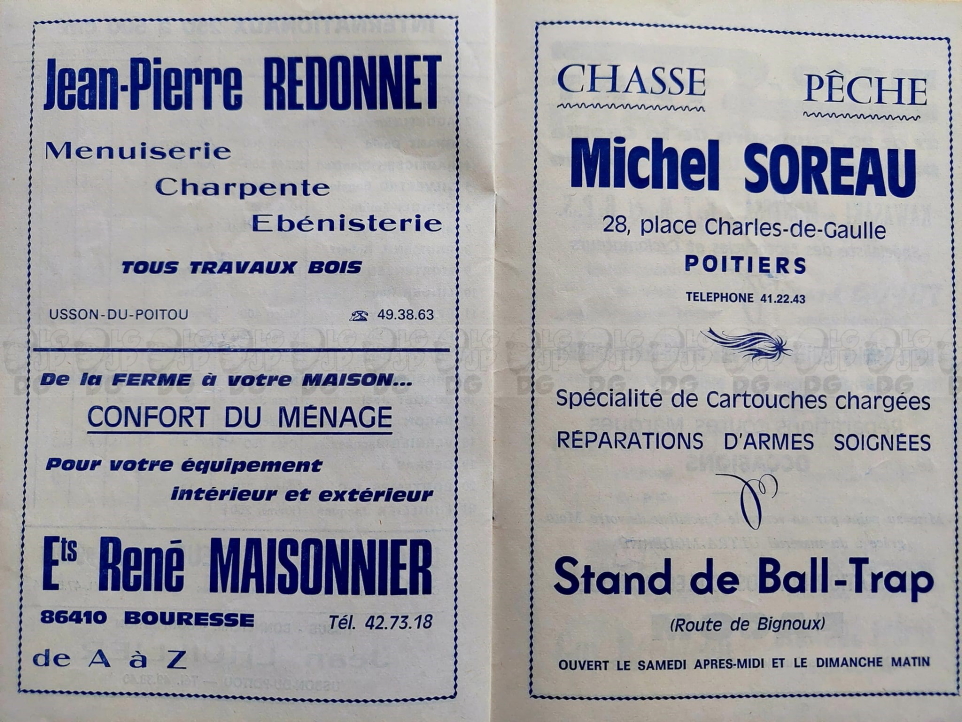 Jean-Pierre REDONNET
Menuiserie
Charpente
Ebénisterie
TOUS TRAVAUX BOIS
USSON-DU-POITOU ☎ 49.38.63
De la FERME à votre MAISON...
CONFORT DU MÉNAGE
Pour votre équipement
intérieur et extérieur
Ets René MAISONNIER
86410 BOURESSE Tél. 42.73.18
de A à Z
CHASSE PÊCHE
Michel SOREAU
28, place Charles-de-Gaulle
POITIERS
TELEPHONE 41.22.43
Spécialité de Cartouches chargées
RÉPARATIONS D'ARMES SOIGNÉES
Stand de Ball-Trap
(Route de Bignoux)
OUVERT LE SAMEDI APRES-MIDI ET LE DIMANCHE MATIN